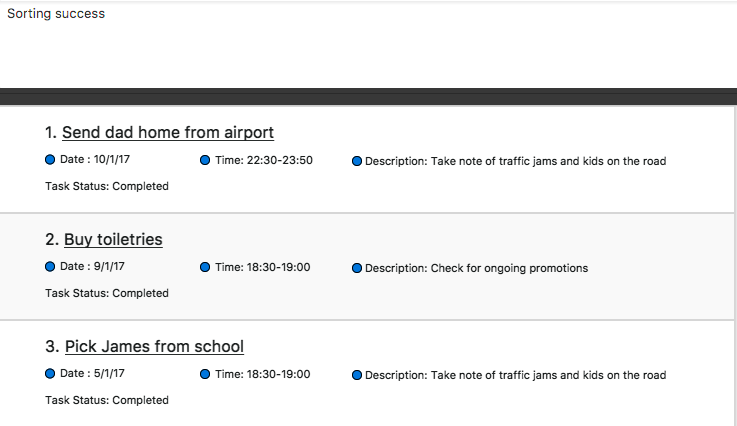 Sorting success
1. Send dad home from airport
Date : 10/1/17 Time: 22:30-23:50 Description: Take note of traffic jams and kids on the road
Task Status: Completed
2. Buy toiletries
Date : 9/1/17 Time: 18:30-19:00 Description: Check for ongoing promotions
Task Status: Completed
3. Pick James from school
Date : 5/1/17 Time: 18:30-19:00 Description: Take note of traffic jams and kids on the road
Task Status: Completed